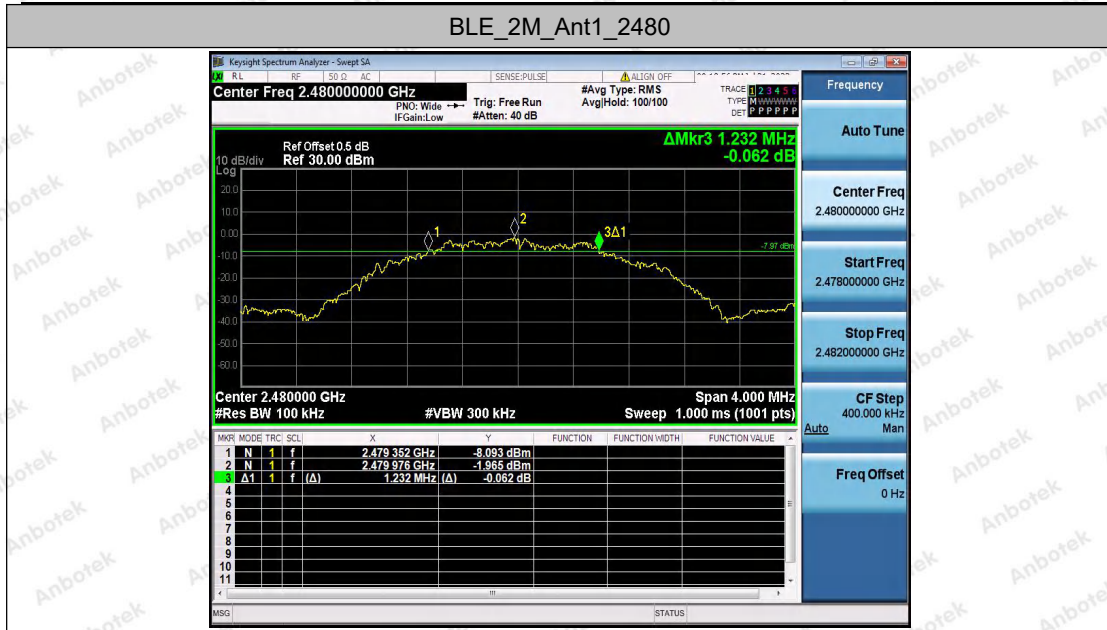 BLE_2M_Ant1_2480
Keysight Spectrum Analyzer - Swept SA
LXI RL RF 50 Ω AC SENSE:PULSE ALIGN OFF
Center Freq 2.480000000 GHz
PNO: Wide
IFGain:Low
Trig: Free Run
#Atten: 40 dB
#Avg Type: RMS
Avg|Hold: 100/100
TRACE 1 2 3 4 5 6
TYPE M W W W W W
DET P P P P P P
Frequency
Auto Tune
Center Freq
2.480000000 GHz
Start Freq
2.478000000 GHz
Stop Freq
2.482000000 GHz
CF Step
400.000 kHz
Auto Man
Freq Offset
0 Hz
ΔMkr3 1.232 MHz
-0.062 dB
Ref Offset 0.5 dB
10 dB/div Ref 30.00 dBm
Log
20.0
10.0
0.00
-10.0
-20.0
-30.0
-40.0
-50.0
-60.0
1
2
3Δ1
-7.97 dBm
Center 2.480000 GHz Span 4.000 MHz
#Res BW 100 kHz #VBW 300 kHz Sweep 1.000 ms (1001 pts)
MKR MODE TRC SCL X Y FUNCTION FUNCTION WIDTH FUNCTION VALUE
1 N 1 f 2.479 352 GHz -8.093 dBm
2 N 1 f 2.479 976 GHz -1.965 dBm
3 Δ1 1 f (Δ) 1.232 MHz (Δ) -0.062 dB
4
5
6
7
8
9
10
11
MSG STATUS
Anbotek